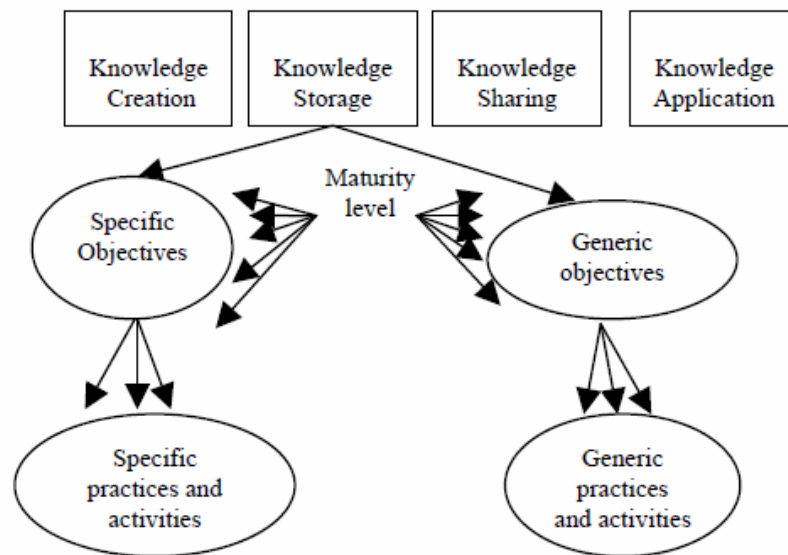 Knowledge
Creation
Knowledge
Storage
Knowledge
Sharing
Knowledge
Application
Maturity
level
Specific
Objectives
Generic
objectives
Specific
practices and
activities
Generic
practices
and activities